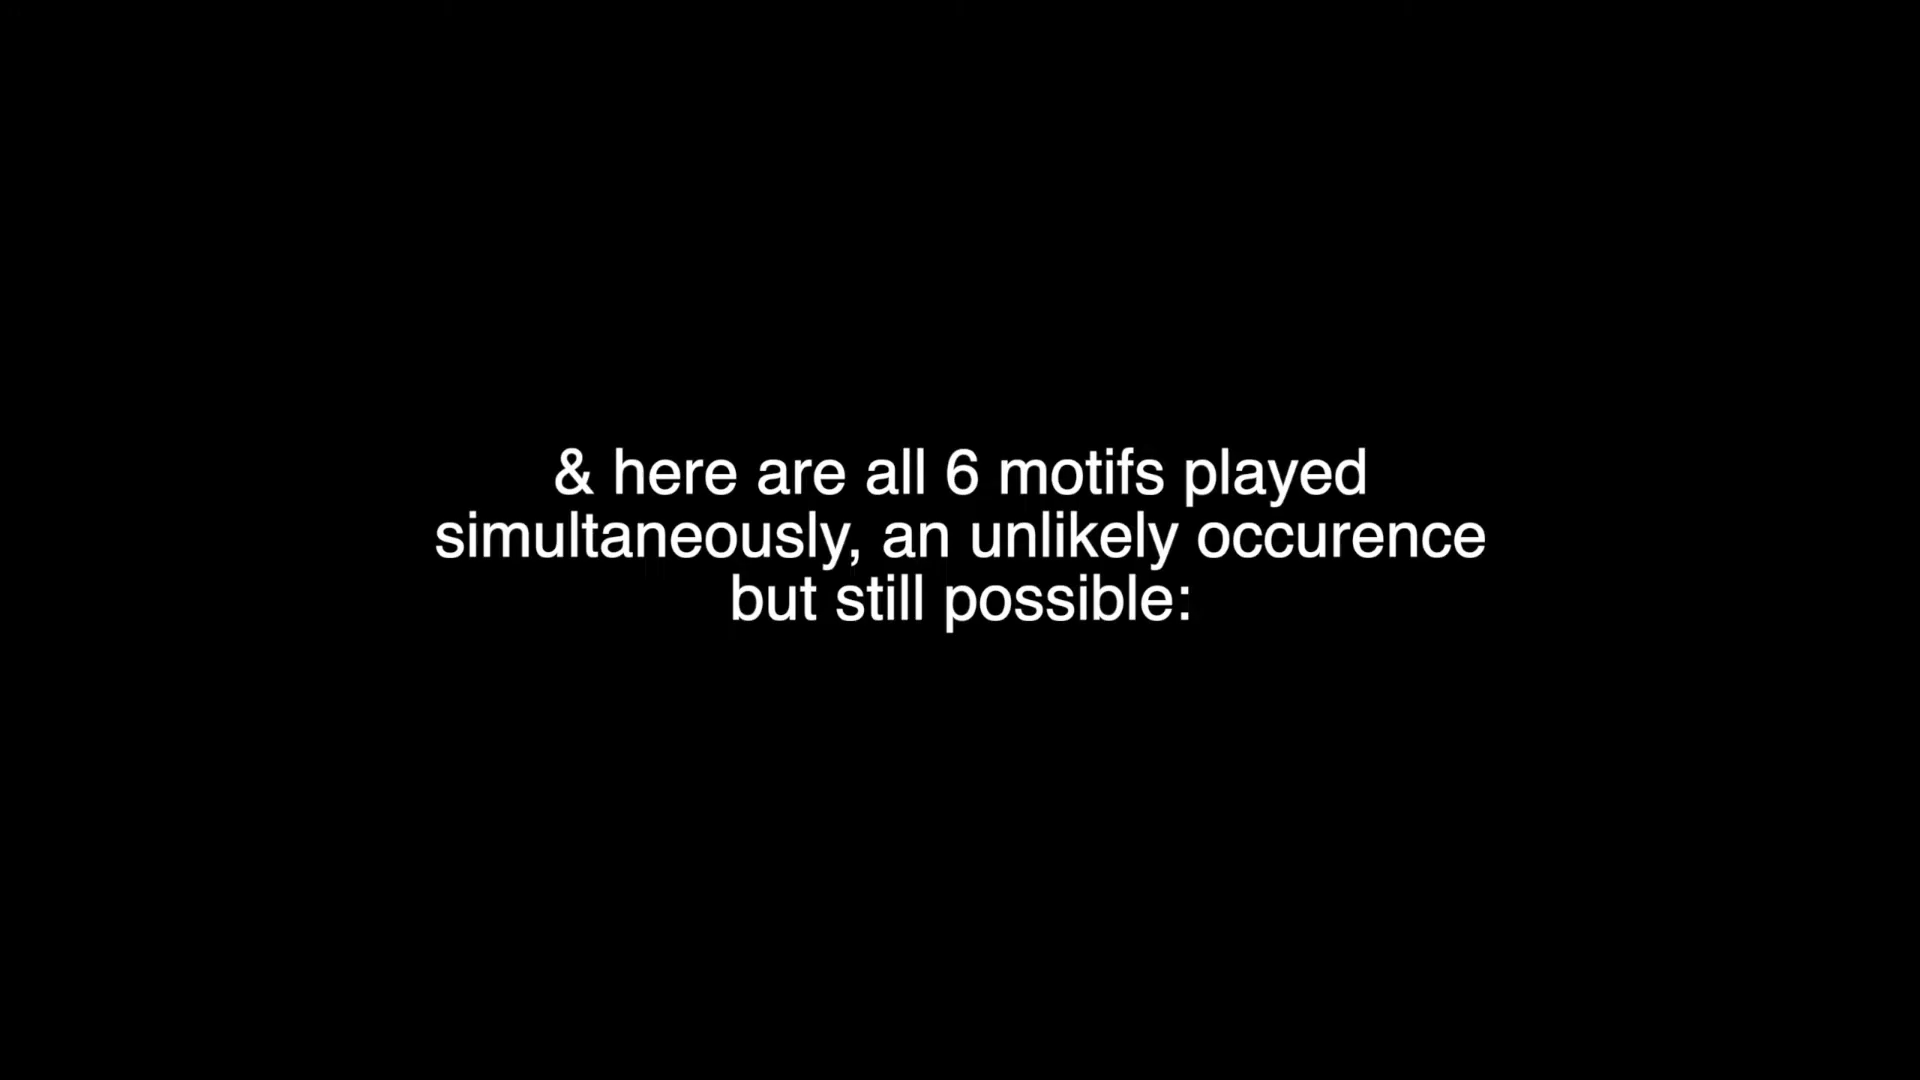 & here are all 6 motifs played
simultaneously, an unlikely occurence
but still possible: